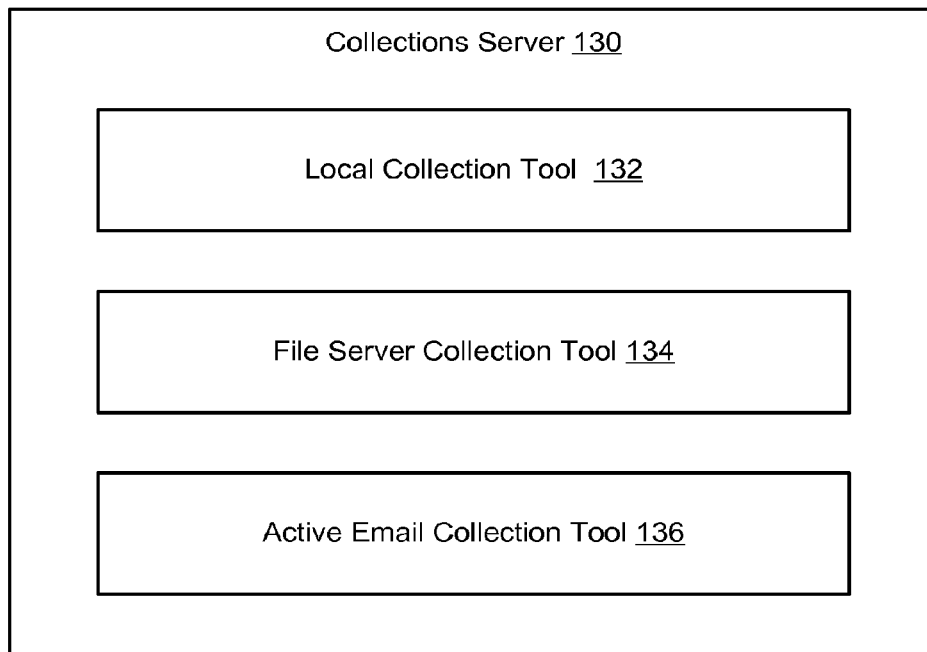 Collections Server 130
Local Collection Tool 132
File Server Collection Tool 134
Active Email Collection Tool 136